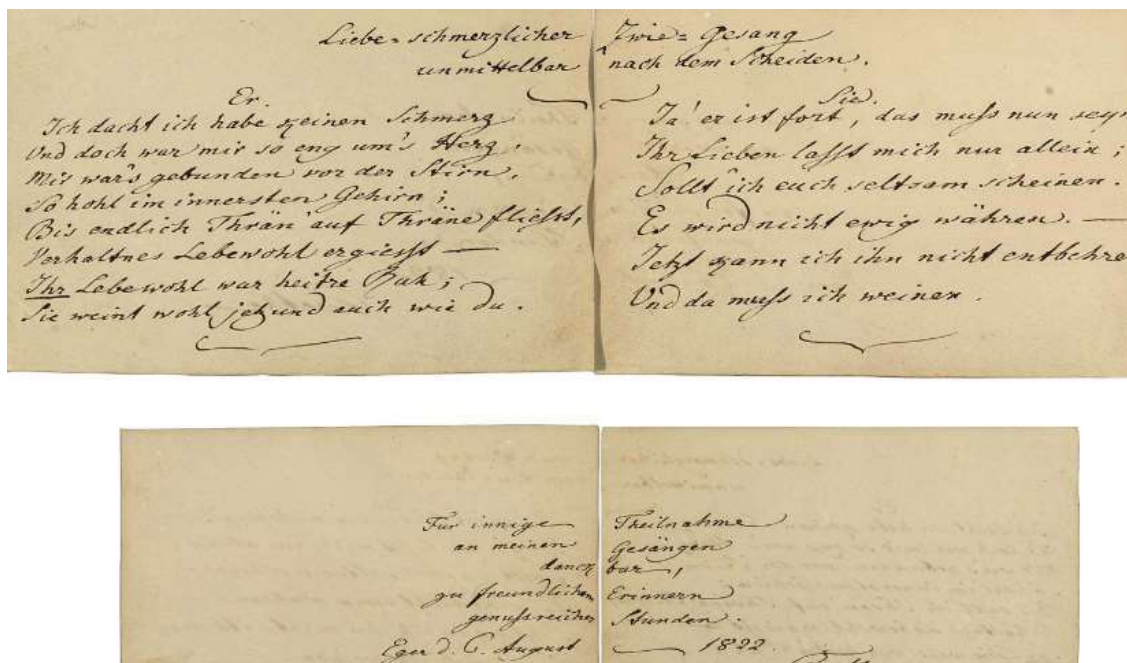 Liebe=schmerzlicher Zwie=Gesang
unmittelbar nach dem Scheiden.
Er.
Ich dacht ich habe keinen Schmerz
Und doch war mir so eng um's Herz
Mir war's gebunden vor der Stirn,
So hohl im innersten Gehirn;
Bis endlich Thrän' auf Thräne fliesst,
Verhaltnes Lebewohl ergiesst —
Ihr Lebewohl war heitre Ruh;
Sie weint wohl jetzund auch wie du.
Sie.
Ja! er ist fort, das muss nun seyn
Ihr Lieben lasst mich nur allein;
Sollt' ich euch seltsam scheinen.
Es wird nicht ewig währen. —
Jetzt kann ich ihn nicht entbehre
Und da muss ich weinen.
Für innige Theilnahme
an meinen Gesängen
danck bar,
zu freundlichem Erinnern
genussreicher Stunden.
Eger d. 6. August 1822.